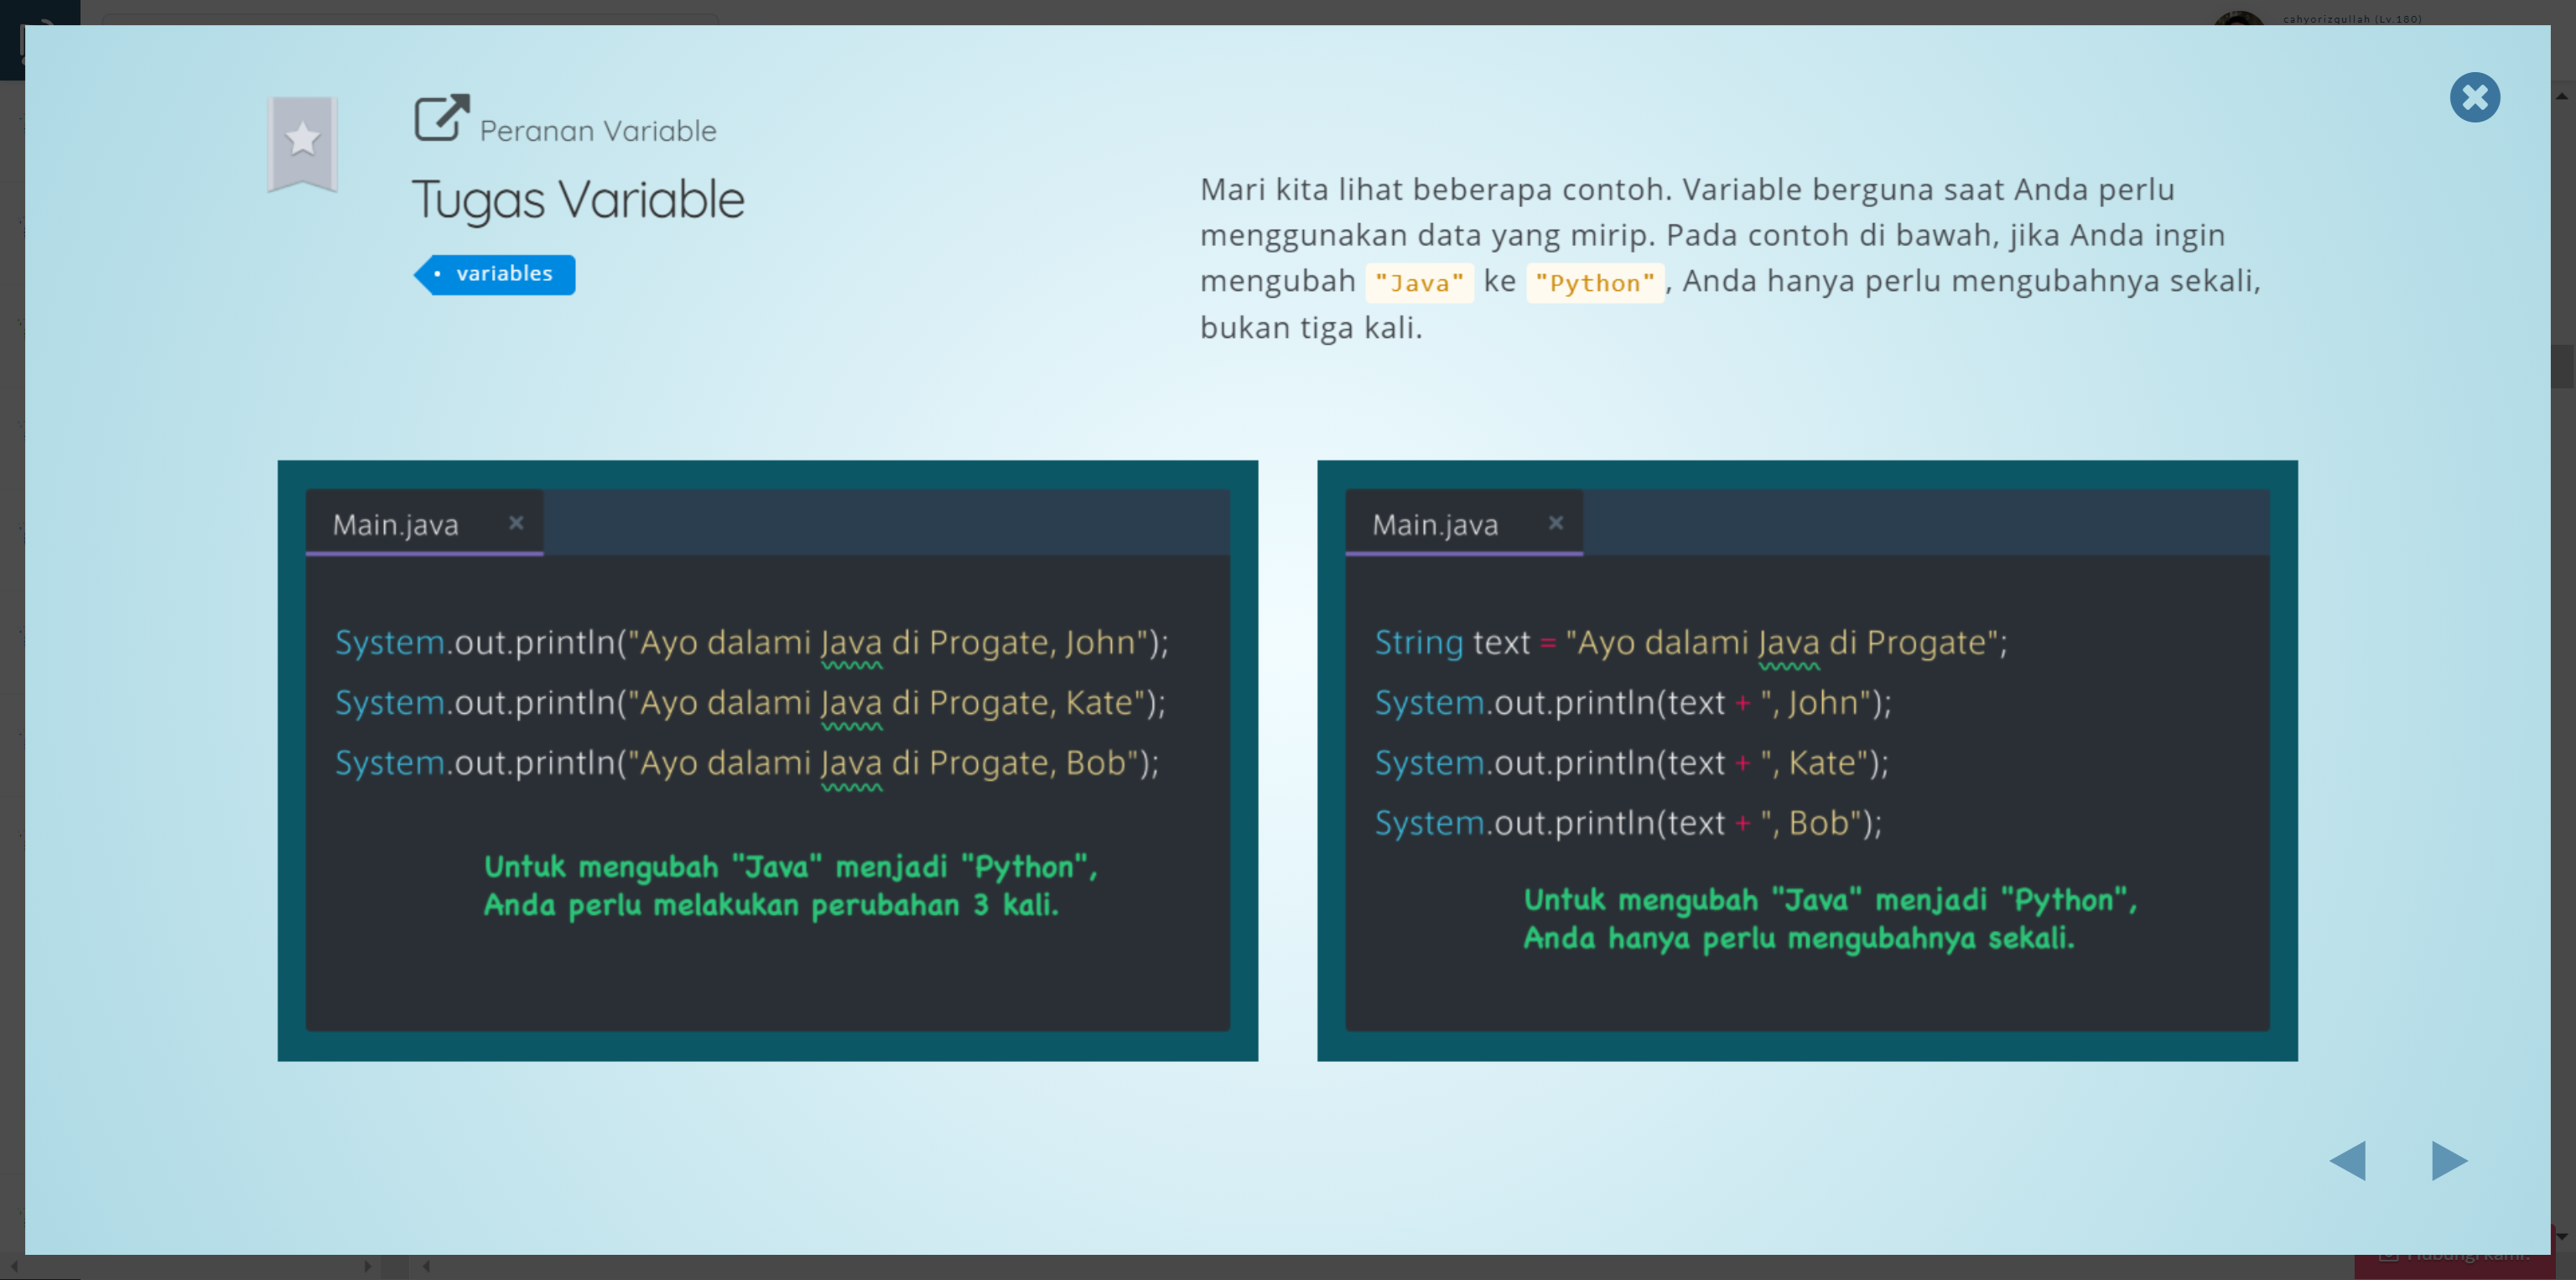 cahyorizqullah (Lv.180)
Peranan Variable
Tugas Variable
variables
Mari kita lihat beberapa contoh. Variable berguna saat Anda perlu
menggunakan data yang mirip. Pada contoh di bawah, jika Anda ingin
mengubah "Java" ke "Python", Anda hanya perlu mengubahnya sekali,
bukan tiga kali.
Main.java
System.out.println("Ayo dalami Java di Progate, John");
System.out.println("Ayo dalami Java di Progate, Kate");
System.out.println("Ayo dalami Java di Progate, Bob");
Untuk mengubah "Java" menjadi "Python",
Anda perlu melakukan perubahan 3 kali.
Main.java
String text = "Ayo dalami Java di Progate";
System.out.println(text + ", John");
System.out.println(text + ", Kate");
System.out.println(text + ", Bob");
Untuk mengubah "Java" menjadi "Python",
Anda hanya perlu mengubahnya sekali.